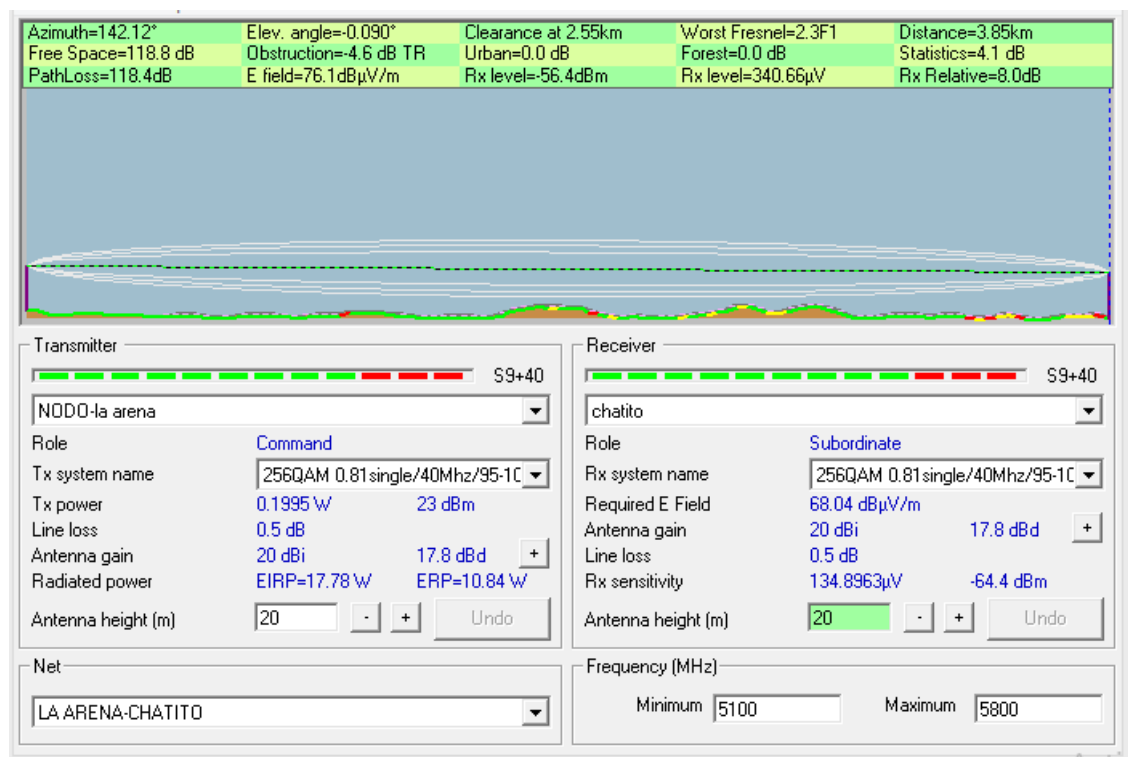 Azimuth=142.12° Elev. angle=-0.090° Clearance at 2.55km Worst Fresnel=2.3F1 Distance=3.85km
Free Space=118.8 dB Obstruction=-4.6 dB TR Urban=0.0 dB Forest=0.0 dB Statistics=4.1 dB
PathLoss=118.4dB E field=76.1dBµV/m Rx level=-56.4dBm Rx level=340.66µV Rx Relative=8.0dB
Transmitter
S9+40
NODO-la arena
Role Command
Tx system name 256QAM 0.81single/40Mhz/95-10
Tx power 0.1995 W 23 dBm
Line loss 0.5 dB
Antenna gain 20 dBi 17.8 dBd +
Radiated power EIRP=17.78 W ERP=10.84 W
Antenna height (m) 20 - + Undo
Receiver
S9+40
chatito
Role Subordinate
Rx system name 256QAM 0.81single/40Mhz/95-10
Required E Field 68.04 dBµV/m
Antenna gain 20 dBi 17.8 dBd +
Line loss 0.5 dB
Rx sensitivity 134.8963µV -64.4 dBm
Antenna height (m) 20 - + Undo
Net
LA ARENA-CHATITO
Frequency (MHz)
Minimum 5100 Maximum 5800